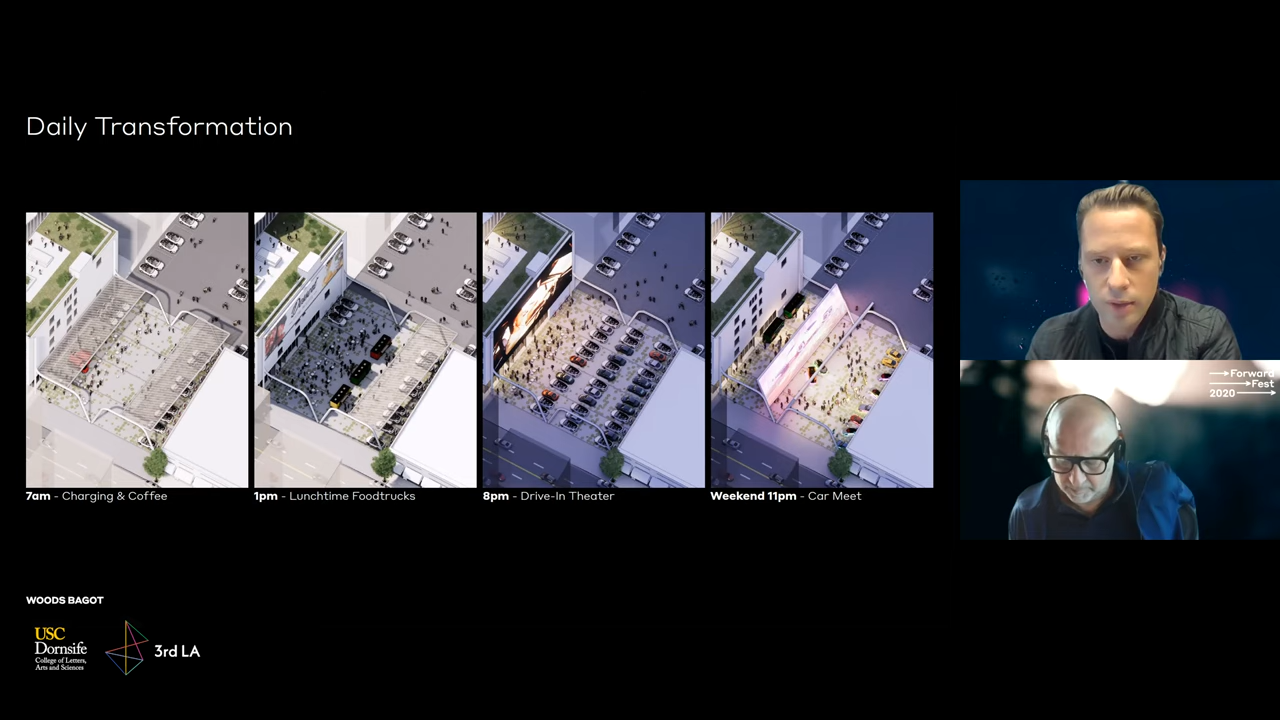 Daily Transformation
7am - Charging & Coffee
1pm - Lunchtime Foodtrucks
8pm - Drive-In Theater
Weekend 11pm - Car Meet
Forward
Fest
2020
WOODS BAGOT
USC
Dornsife
College of Letters,
Arts and Sciences
3rd LA